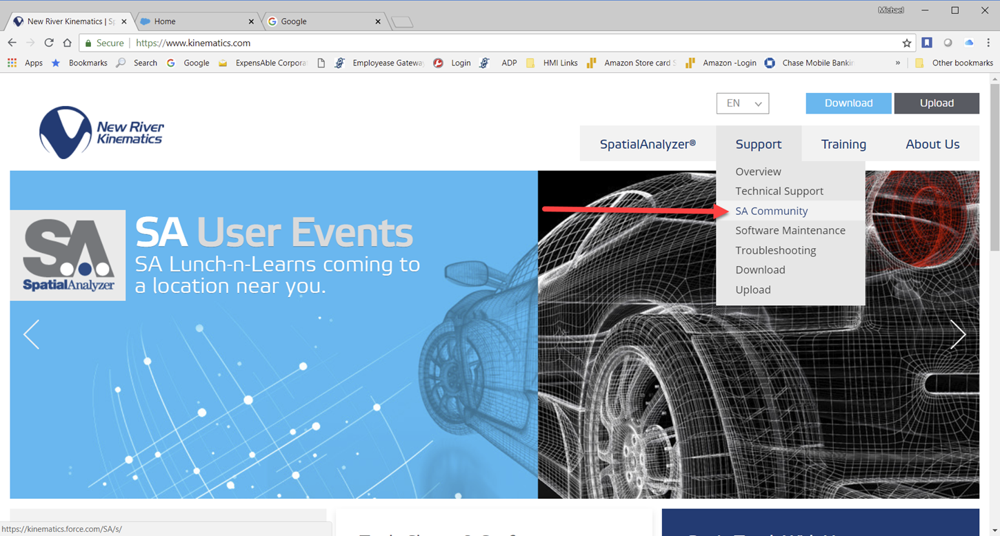 Michael
New River Kinematics | Sp
Home
Google
Secure
https://www.kinematics.com
Apps
Bookmarks
Search
Google
ExpensAble Corpora
Employease Gateway
Login
ADP
HMI Links
Amazon Store card S
Amazon -Login
Chase Mobile Bankin
»
Other bookmarks
EN
Download
Upload
New River
Kinematics
SpatialAnalyzer®
Support
Training
About Us
Overview
Technical Support
SA Community
Software Maintenance
Troubleshooting
Download
Upload
SA
SpatialAnalyzer
SA User Events
SA Lunch-n-Learns coming to
a location near you.
https://kinematics.force.com/SA/s/